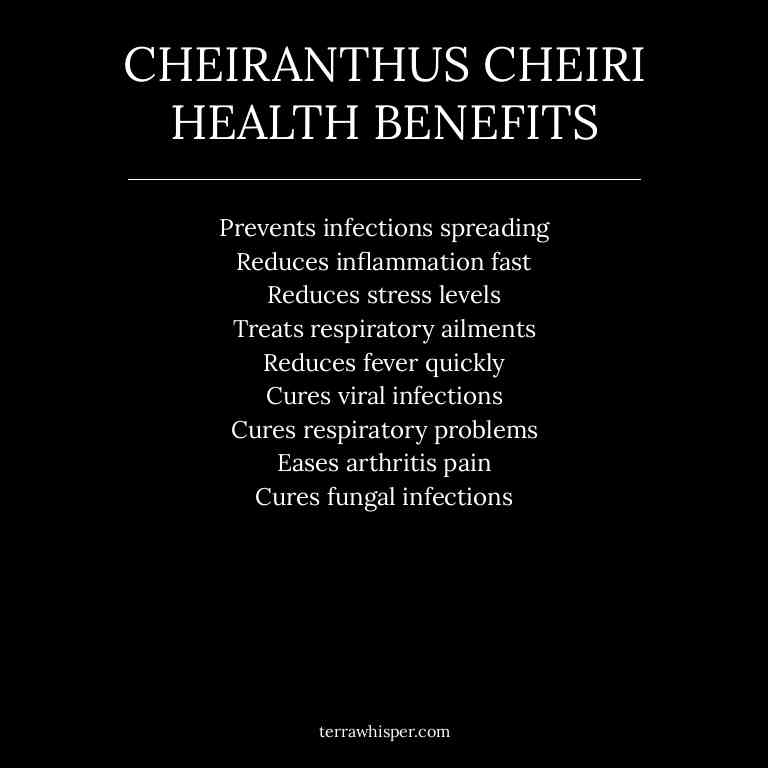 CHEIRANTHUS CHEIRI
HEALTH BENEFITS
Prevents infections spreading
Reduces inflammation fast
Reduces stress levels
Treats respiratory ailments
Reduces fever quickly
Cures viral infections
Cures respiratory problems
Eases arthritis pain
Cures fungal infections
terrawhisper.com